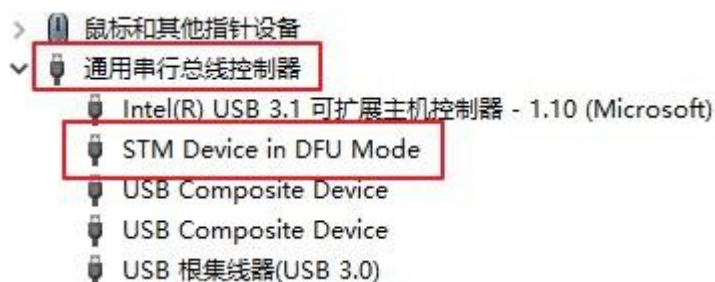 鼠标和其他指针设备
通用串行总线控制器
Intel(R) USB 3.1 可扩展主机控制器 - 1.10 (Microsoft)
STM Device in DFU Mode
USB Composite Device
USB Composite Device
USB 根集线器(USB 3.0)